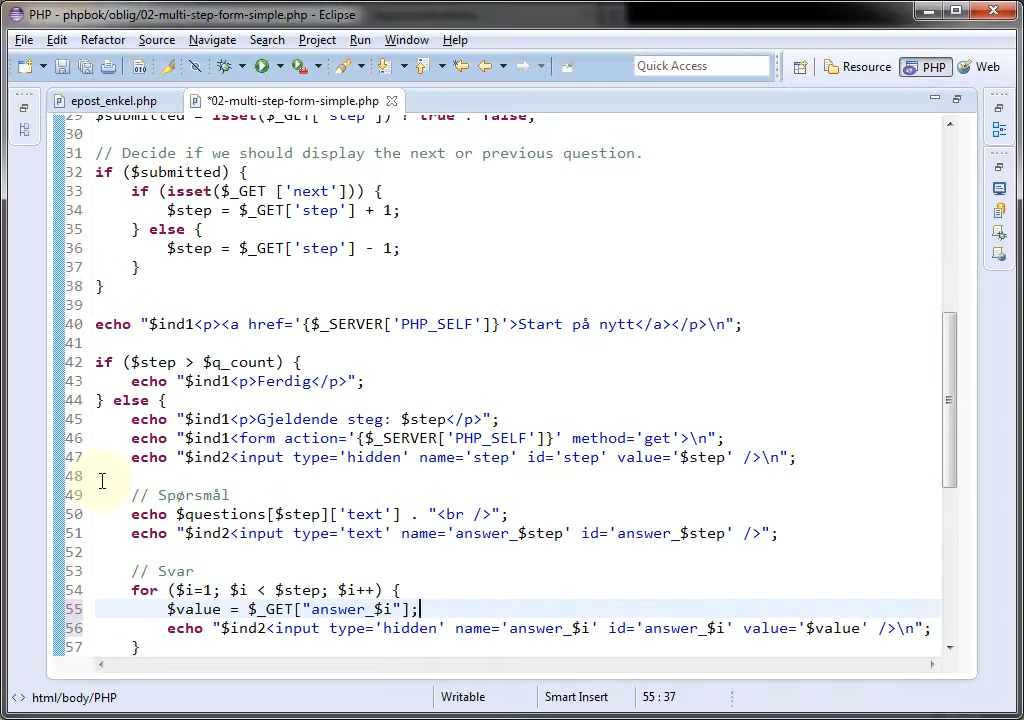 PHP - phpbok/oblig/02-multi-step-form-simple.php - Eclipse
File Edit Refactor Source Navigate Search Project Run Window Help
Quick Access Resource PHP Web
epost_enkel.php *02-multi-step-form-simple.php
29 $submitted = isset($_GET['step']) ? true : false;
30
31 // Decide if we should display the next or previous question.
32 if ($submitted) {
33 if (isset($_GET ['next'])) {
34 $step = $_GET['step'] + 1;
35 } else {
36 $step = $_GET['step'] - 1;
37 }
38 }
39
40 echo "$ind1<p><a href='{$_SERVER['PHP_SELF']}'>Start på nytt</a></p>\n";
41
42 if ($step > $q_count) {
43 echo "$ind1<p>Ferdig</p>";
44 } else {
45 echo "$ind1<p>Gjeldende steg: $step</p>";
46 echo "$ind1<form action='{$_SERVER['PHP_SELF']}' method='get'>\n";
47 echo "$ind2<input type='hidden' name='step' id='step' value='$step' />\n";
48
49 // Spørsmål
50 echo $questions[$step]['text'] . "<br />";
51 echo "$ind2<input type='text' name='answer_$step' id='answer_$step' />";
52
53 // Svar
54 for ($i=1; $i < $step; $i++) {
55 $value = $_GET["answer_$i"];
56 echo "$ind2<input type='hidden' name='answer_$i' id='answer_$i' value='$value' />\n";
57 }
html/body/PHP Writable Smart Insert 55 : 37